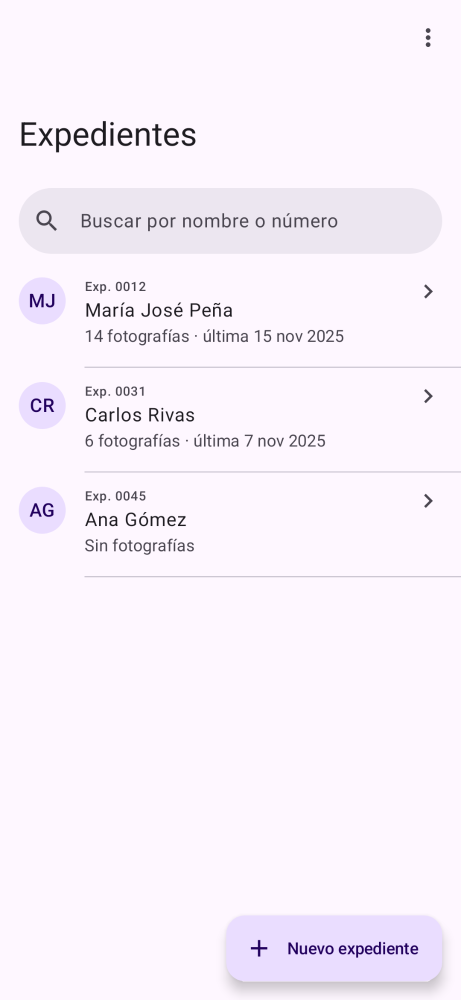 Expedientes
Buscar por nombre o número
MJ
Exp. 0012
María José Peña
14 fotografías · última 15 nov 2025
CR
Exp. 0031
Carlos Rivas
6 fotografías · última 7 nov 2025
AG
Exp. 0045
Ana Gómez
Sin fotografías
Nuevo expediente